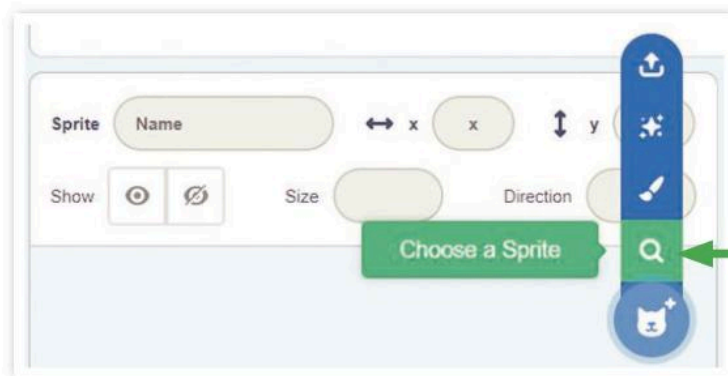 Sprite Name x x y
Show Size Direction
Choose a Sprite